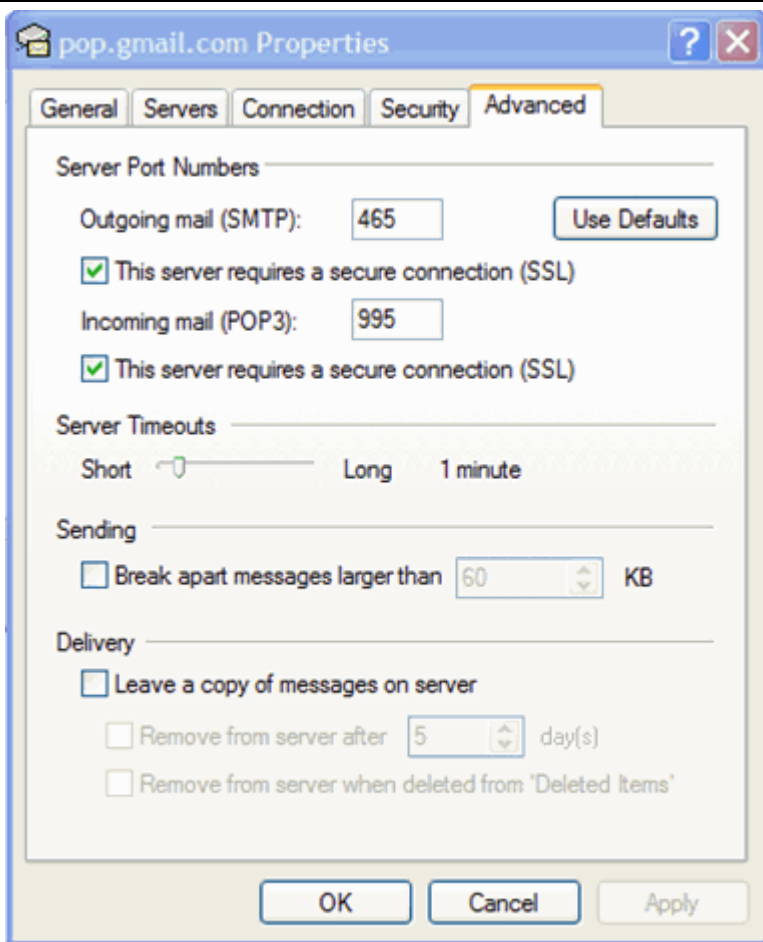 pop.gmail.com Properties
General Servers Connection Security Advanced
Server Port Numbers
Outgoing mail (SMTP): 465 Use Defaults
This server requires a secure connection (SSL)
Incoming mail (POP3): 995
This server requires a secure connection (SSL)
Server Timeouts
Short Long 1 minute
Sending
Break apart messages larger than 60 KB
Delivery
Leave a copy of messages on server
Remove from server after 5 day(s)
Remove from server when deleted from 'Deleted Items'
OK Cancel Apply